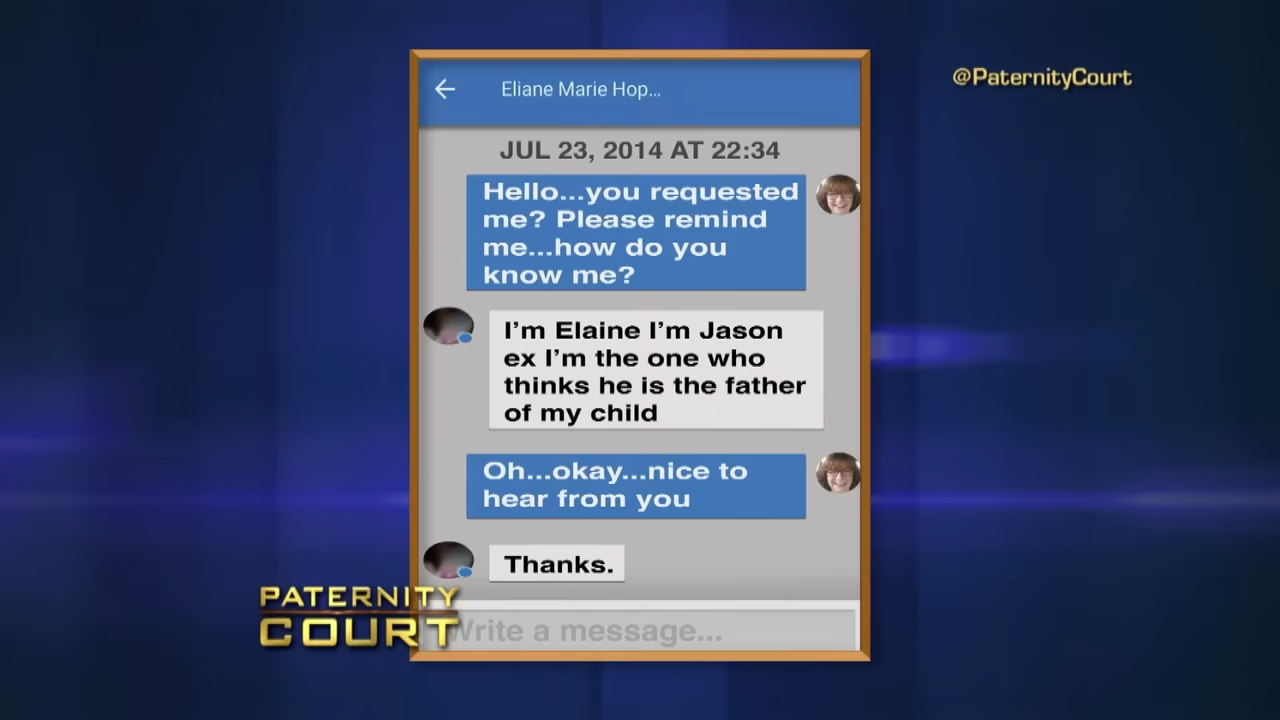 @PaternityCourt
Eliane Marie Hop...
JUL 23, 2014 AT 22:34
Hello...you requested
me? Please remind
me...how do you
know me?
I'm Elaine I'm Jason
ex I'm the one who
thinks he is the father
of my child
Oh...okay...nice to
hear from you
Thanks.
Write a message...
PATERNITY
COURT